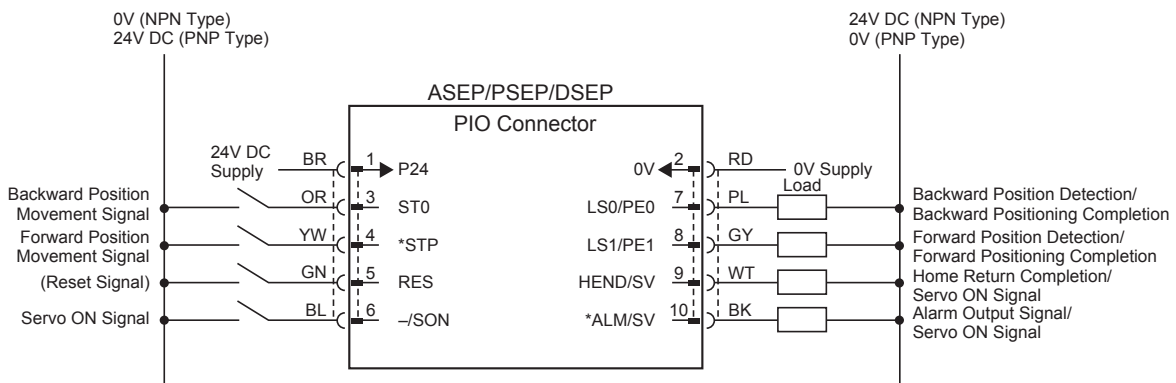 0V (NPN Type)
24V DC (PNP Type)
24V DC (NPN Type)
0V (PNP Type)
ASEP/PSEP/DSEP
PIO Connector
24V DC
Supply
BR
1
P24
0V
2
RD
0V Supply
Load
Backward Position
Movement Signal
OR
3
ST0
LS0/PE0
7
PL
Backward Position Detection/
Backward Positioning Completion
Forward Position
Movement Signal
YW
4
*STP
LS1/PE1
8
GY
Forward Position Detection/
Forward Positioning Completion
(Reset Signal)
GN
5
RES
HEND/SV
9
WT
Home Return Completion/
Servo ON Signal
Servo ON Signal
BL
6
–/SON
*ALM/SV
10
BK
Alarm Output Signal/
Servo ON Signal